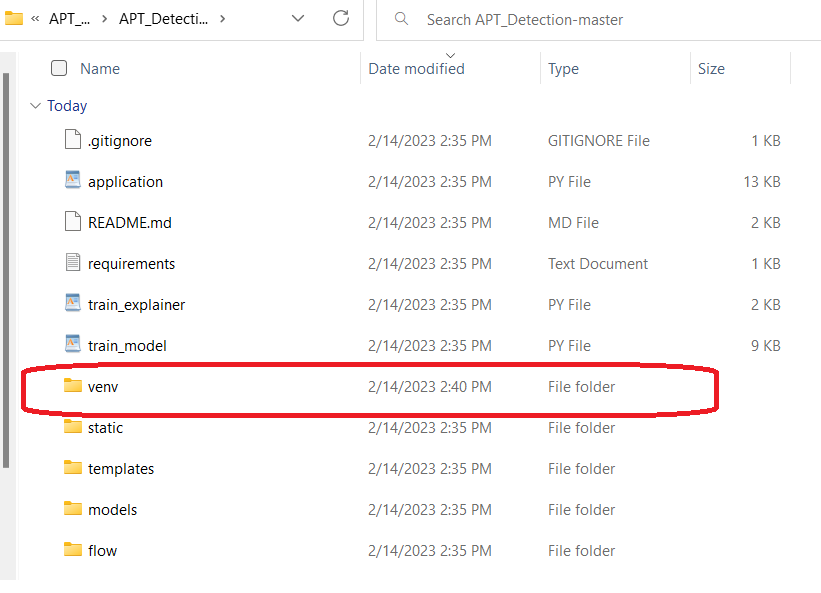 « APT_... > APT_Detecti... > Search APT_Detection-master
Name Date modified Type Size
Today
.gitignore 2/14/2023 2:35 PM GITIGNORE File 1 KB
application 2/14/2023 2:35 PM PY File 13 KB
README.md 2/14/2023 2:35 PM MD File 2 KB
requirements 2/14/2023 2:35 PM Text Document 1 KB
train_explainer 2/14/2023 2:35 PM PY File 2 KB
train_model 2/14/2023 2:35 PM PY File 9 KB
venv 2/14/2023 2:40 PM File folder
static 2/14/2023 2:35 PM File folder
templates 2/14/2023 2:35 PM File folder
models 2/14/2023 2:35 PM File folder
flow 2/14/2023 2:35 PM File folder